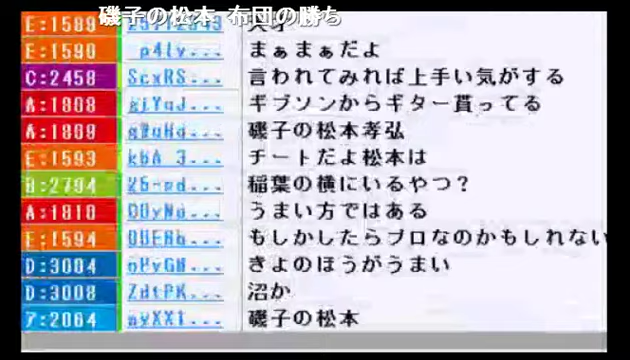 磯子の松本 布団の勝ち
E:1589
E:1590 まぁまぁだよ
C:2458 ScxRS... 言われてみれば上手い気がする
A:1808 ギブソンからギター貰ってる
A:1809 磯子の松本孝弘
E:1593 kbA_3... チートだよ松本は
B:2794 稲葉の横にいるやつ？
A:1810 うまい方ではある
E:1594 もしかしたらプロなのかもしれない
D:3004 きよのほうがうまい
D:3008 ZdtPK... 沼か
ア:2064 nyXX1... 磯子の松本